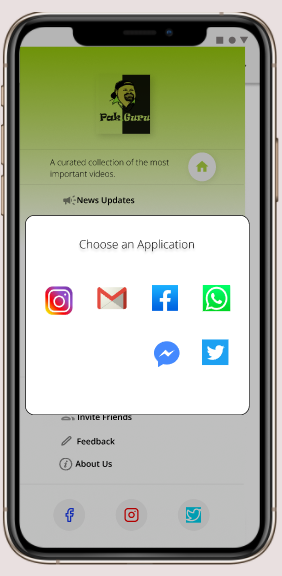 Pak Guru
A curated collection of the most
important videos.
News Updates
Choose an Application
Invite Friends
Feedback
About Us